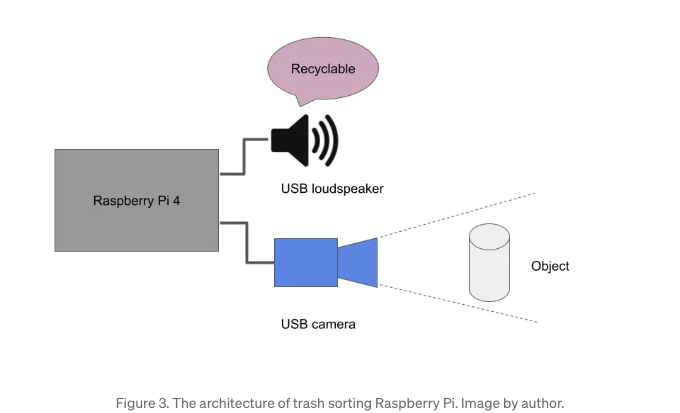 Recyclable
USB loudspeaker
Raspberry Pi 4
Object
USB camera
Figure 3. The architecture of trash sorting Raspberry Pi. Image by author.